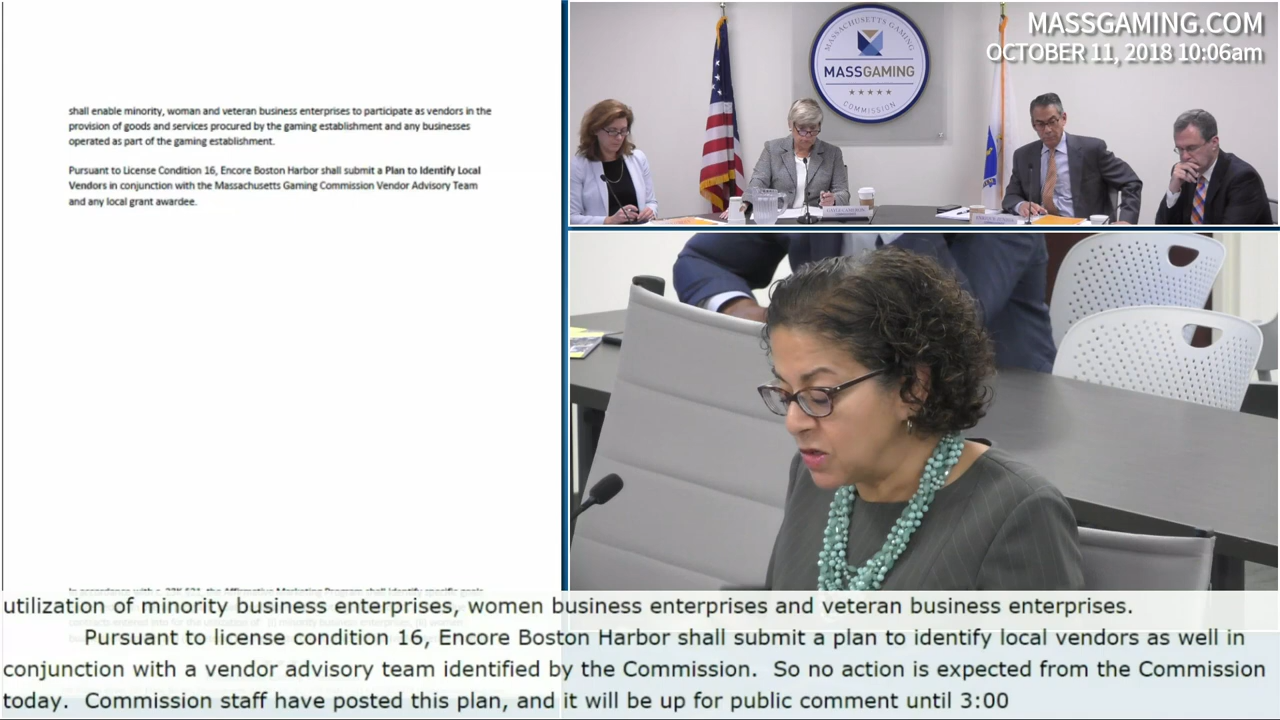 shall enable minority, woman and veteran business enterprises to participate as vendors in the
provision of goods and services procured by the gaming establishment and any businesses
operated as part of the gaming establishment.
Pursuant to License Condition 16, Encore Boston Harbor shall submit a Plan to Identify Local
Vendors in conjunction with the Massachusetts Gaming Commission Vendor Advisory Team
and any local grant awardee.
MASSGAMING.COM
OCTOBER 11, 2018 10:06am
MASSACHUSETTS GAMING
MASSGAMING
COMMISSION
utilization of minority business enterprises, women business enterprises and veteran business enterprises.
Pursuant to license condition 16, Encore Boston Harbor shall submit a plan to identify local vendors as well in
conjunction with a vendor advisory team identified by the Commission. So no action is expected from the Commission
today. Commission staff have posted this plan, and it will be up for public comment until 3:00